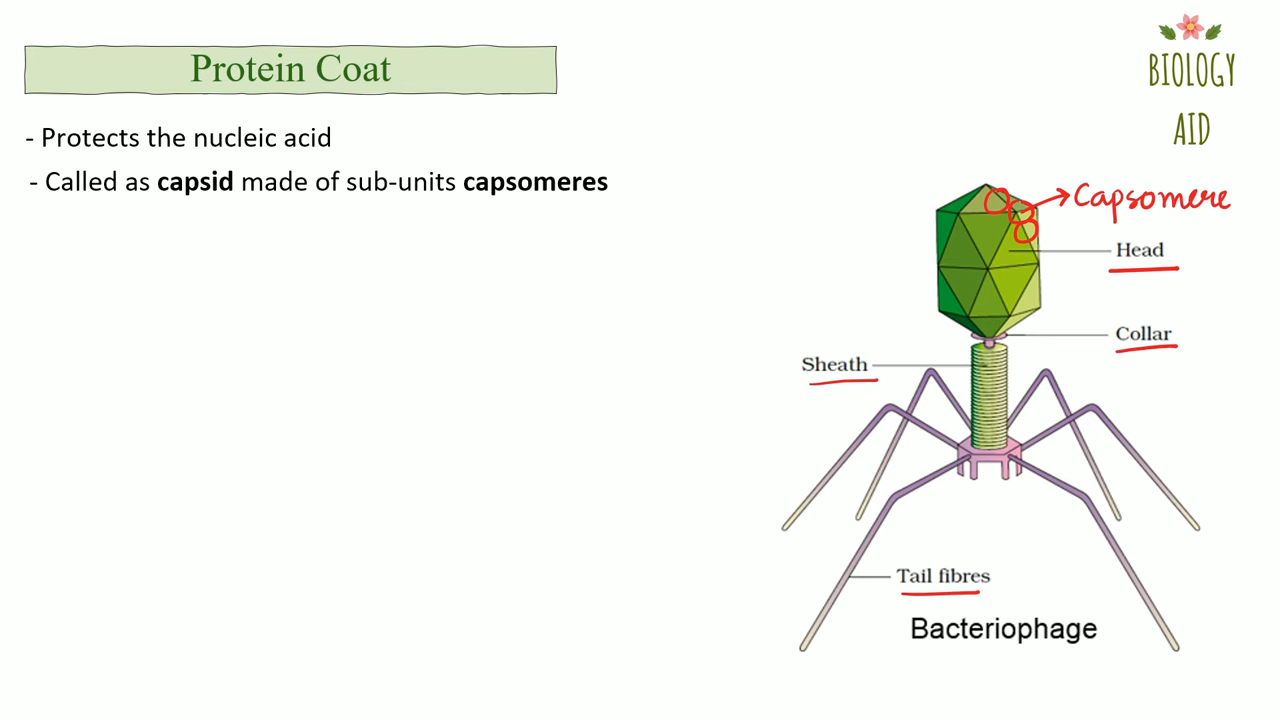 Protein Coat
BIOLOGY
AID
- Protects the nucleic acid
- Called as capsid made of sub-units capsomeres
Capsomere
Head
Collar
Sheath
Tail fibres
Bacteriophage